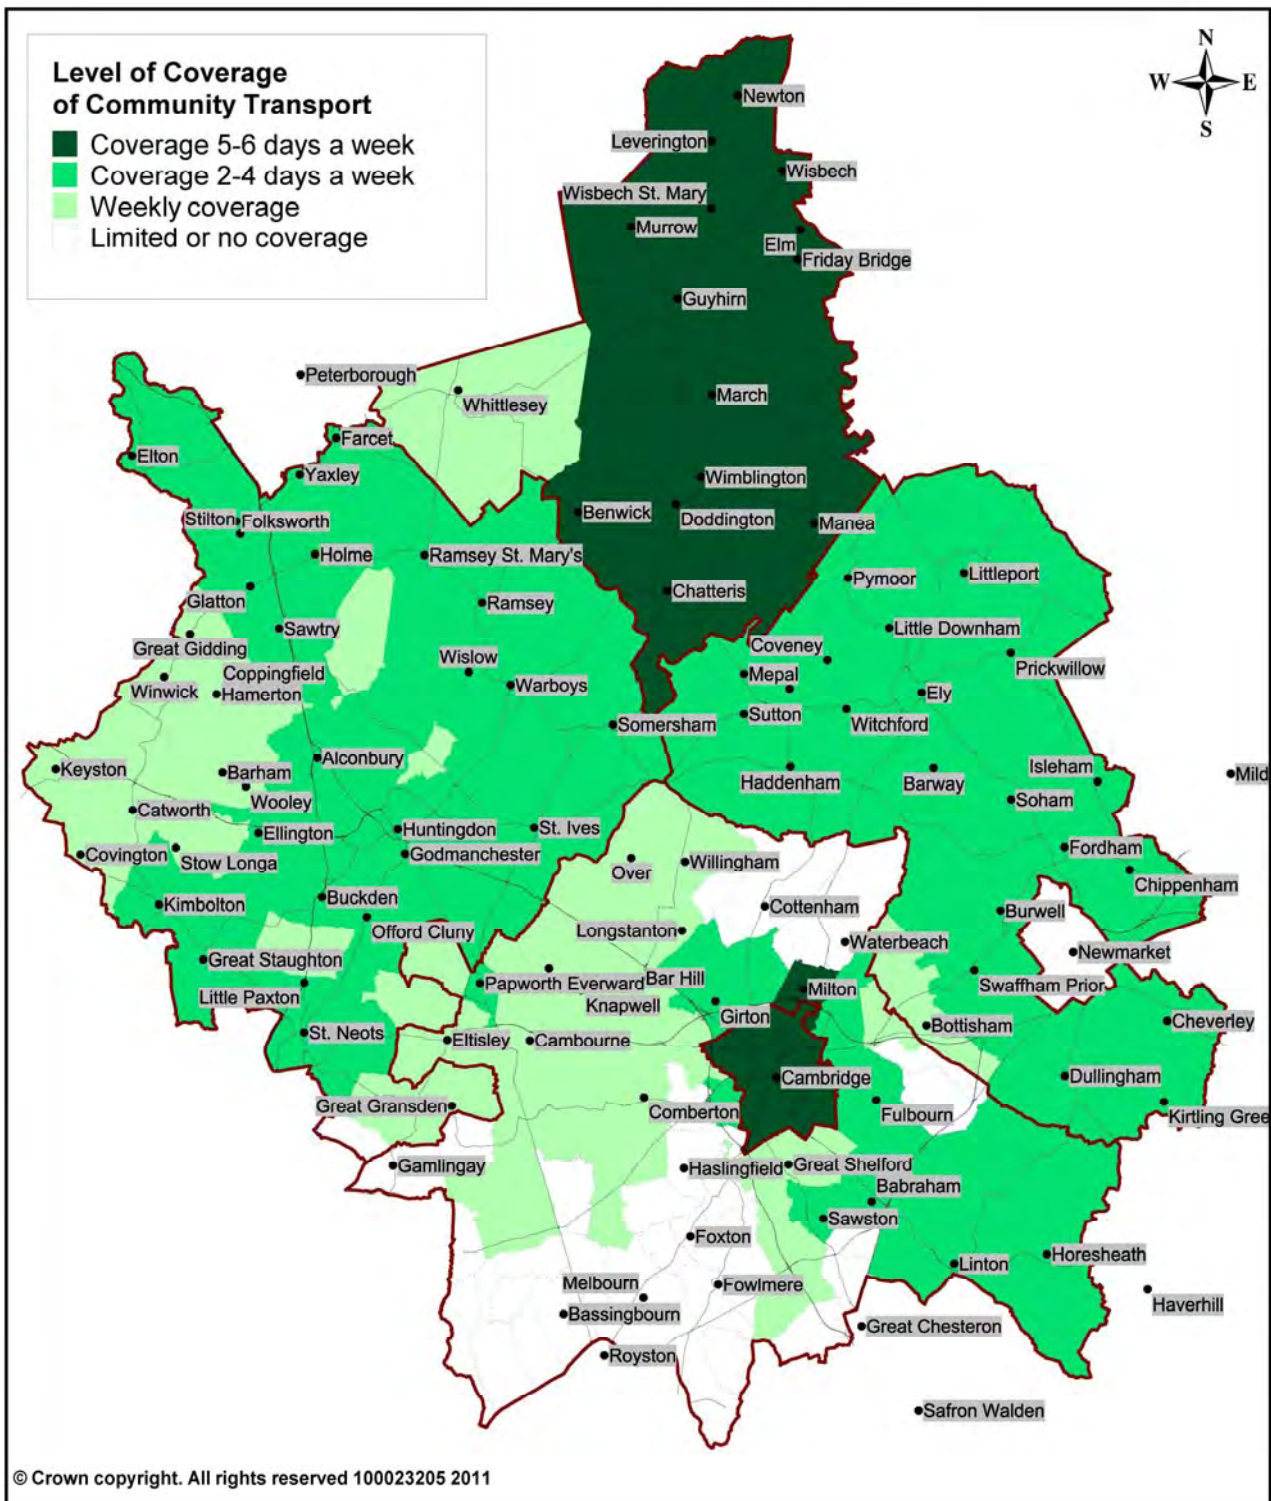 Level of Coverage
of Community Transport
Coverage 5-6 days a week
Coverage 2-4 days a week
Weekly coverage
Limited or no coverage
N
W
E
S
Newton
Leverington
Wisbech
Wisbech St. Mary
Murrow
Elm
Friday Bridge
Guyhirn
Peterborough
Whittlesey
March
Farcet
Elton
Yaxley
Wimblington
Benwick
Doddington
Manea
Stilton
Folksworth
Holme
Ramsey St. Mary's
Pymoor
Littleport
Glatton
Ramsey
Chatteris
Sawtry
Little Downham
Great Gidding
Coveney
Prickwillow
Wislow
Coppingfield
Mepal
Winwick
Hamerton
Warboys
Ely
Somersham
Sutton
Witchford
Alconbury
Keyston
Barham
Haddenham
Barway
Isleham
Mild
Wooley
Soham
Catworth
Ellington
Huntingdon
St. Ives
Covington
Stow Longa
Godmanchester
Over
Willingham
Fordham
Chippenham
Kimbolton
Buckden
Cottenham
Burwell
Offord Cluny
Longstanton
Waterbeach
Newmarket
Great Staughton
Bar Hill
Swaffham Prior
Little Paxton
Papworth Everward
Milton
Knapwell
Girton
Cheverley
St. Neots
Eltisley
Cambourne
Bottisham
Cambridge
Dullingham
Great Gransden
Comberton
Fulbourn
Kirtling Gree
Gamlingay
Haslingfield
Great Shelford
Babraham
Sawston
Foxton
Linton
Horesheath
Melbourn
Fowlmere
Haverhill
Bassingbourn
Great Chesteron
Royston
Safron Walden
© Crown copyright. All rights reserved 100023205 2011